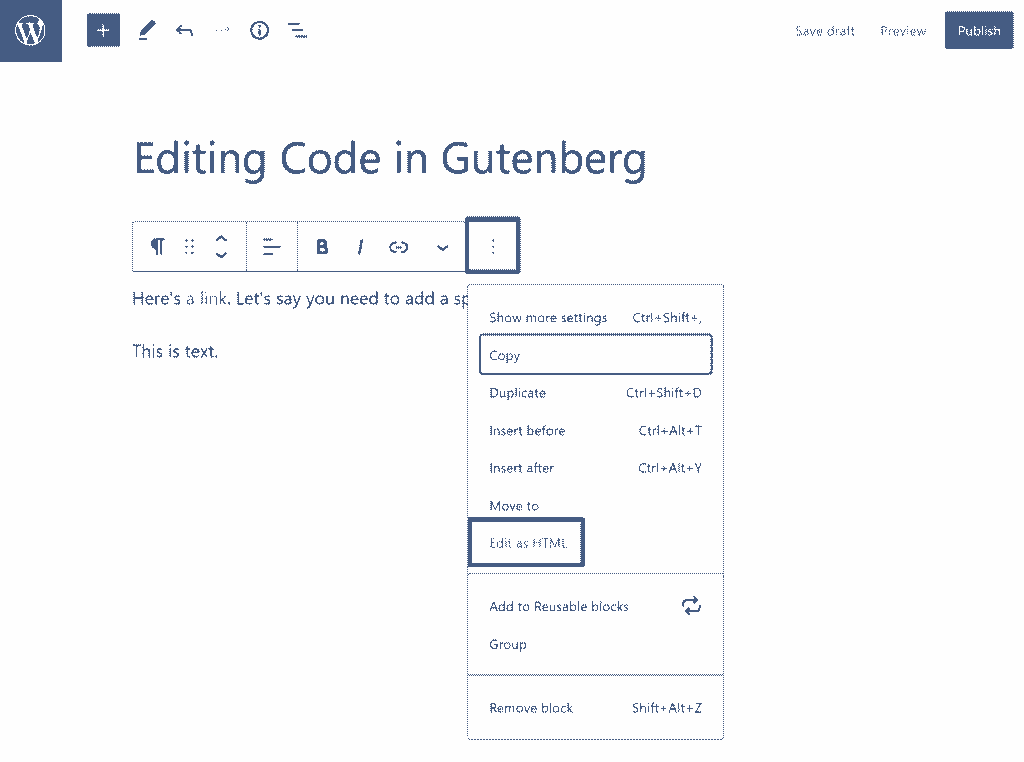 Save draft Preview Publish
Editing Code in Gutenberg
B I
Here's a link. Let's say you need to add a sp
This is text.
Show more settings Ctrl+Shift+,
Copy
Duplicate Ctrl+Shift+D
Insert before Ctrl+Alt+T
Insert after Ctrl+Alt+Y
Move to
Edit as HTML
Add to Reusable blocks
Group
Remove block Shift+Alt+Z